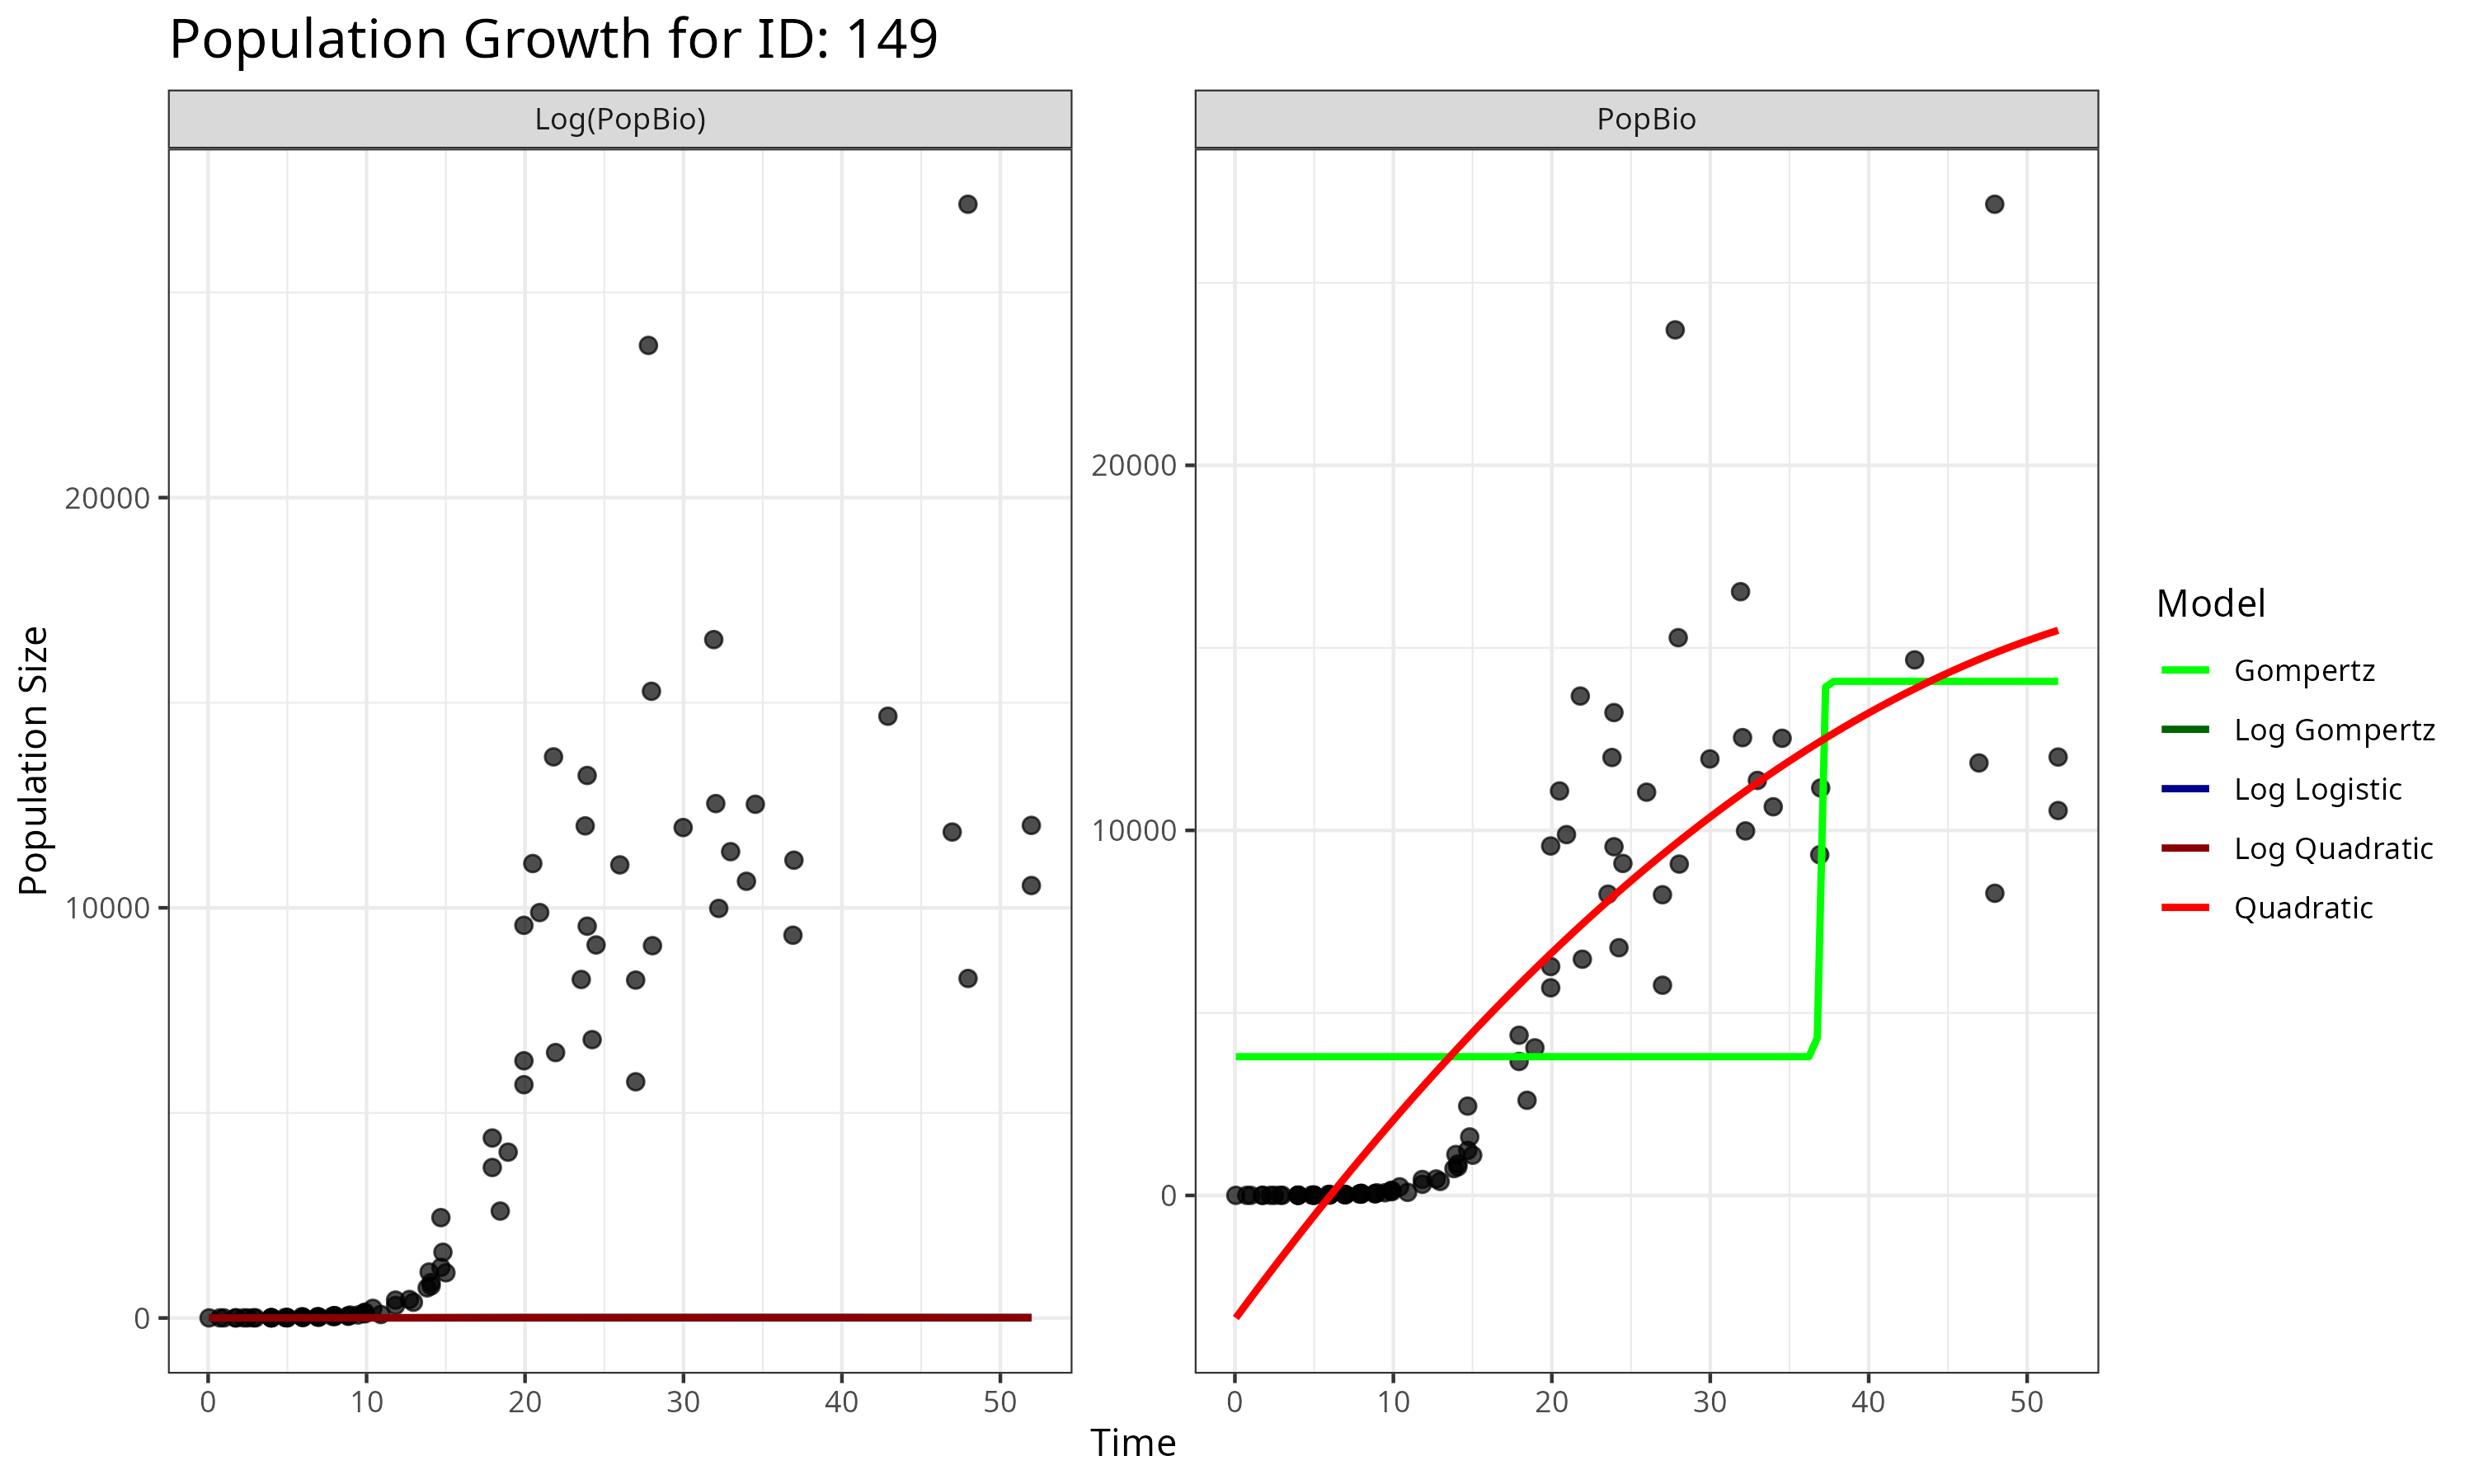 Population Growth for ID: 149
Log(PopBio)
PopBio
Population Size
20000
10000
0
20000
10000
0
0 10 20 30 40 50
0 10 20 30 40 50
Time
Model
Gompertz
Log Gompertz
Log Logistic
Log Quadratic
Quadratic